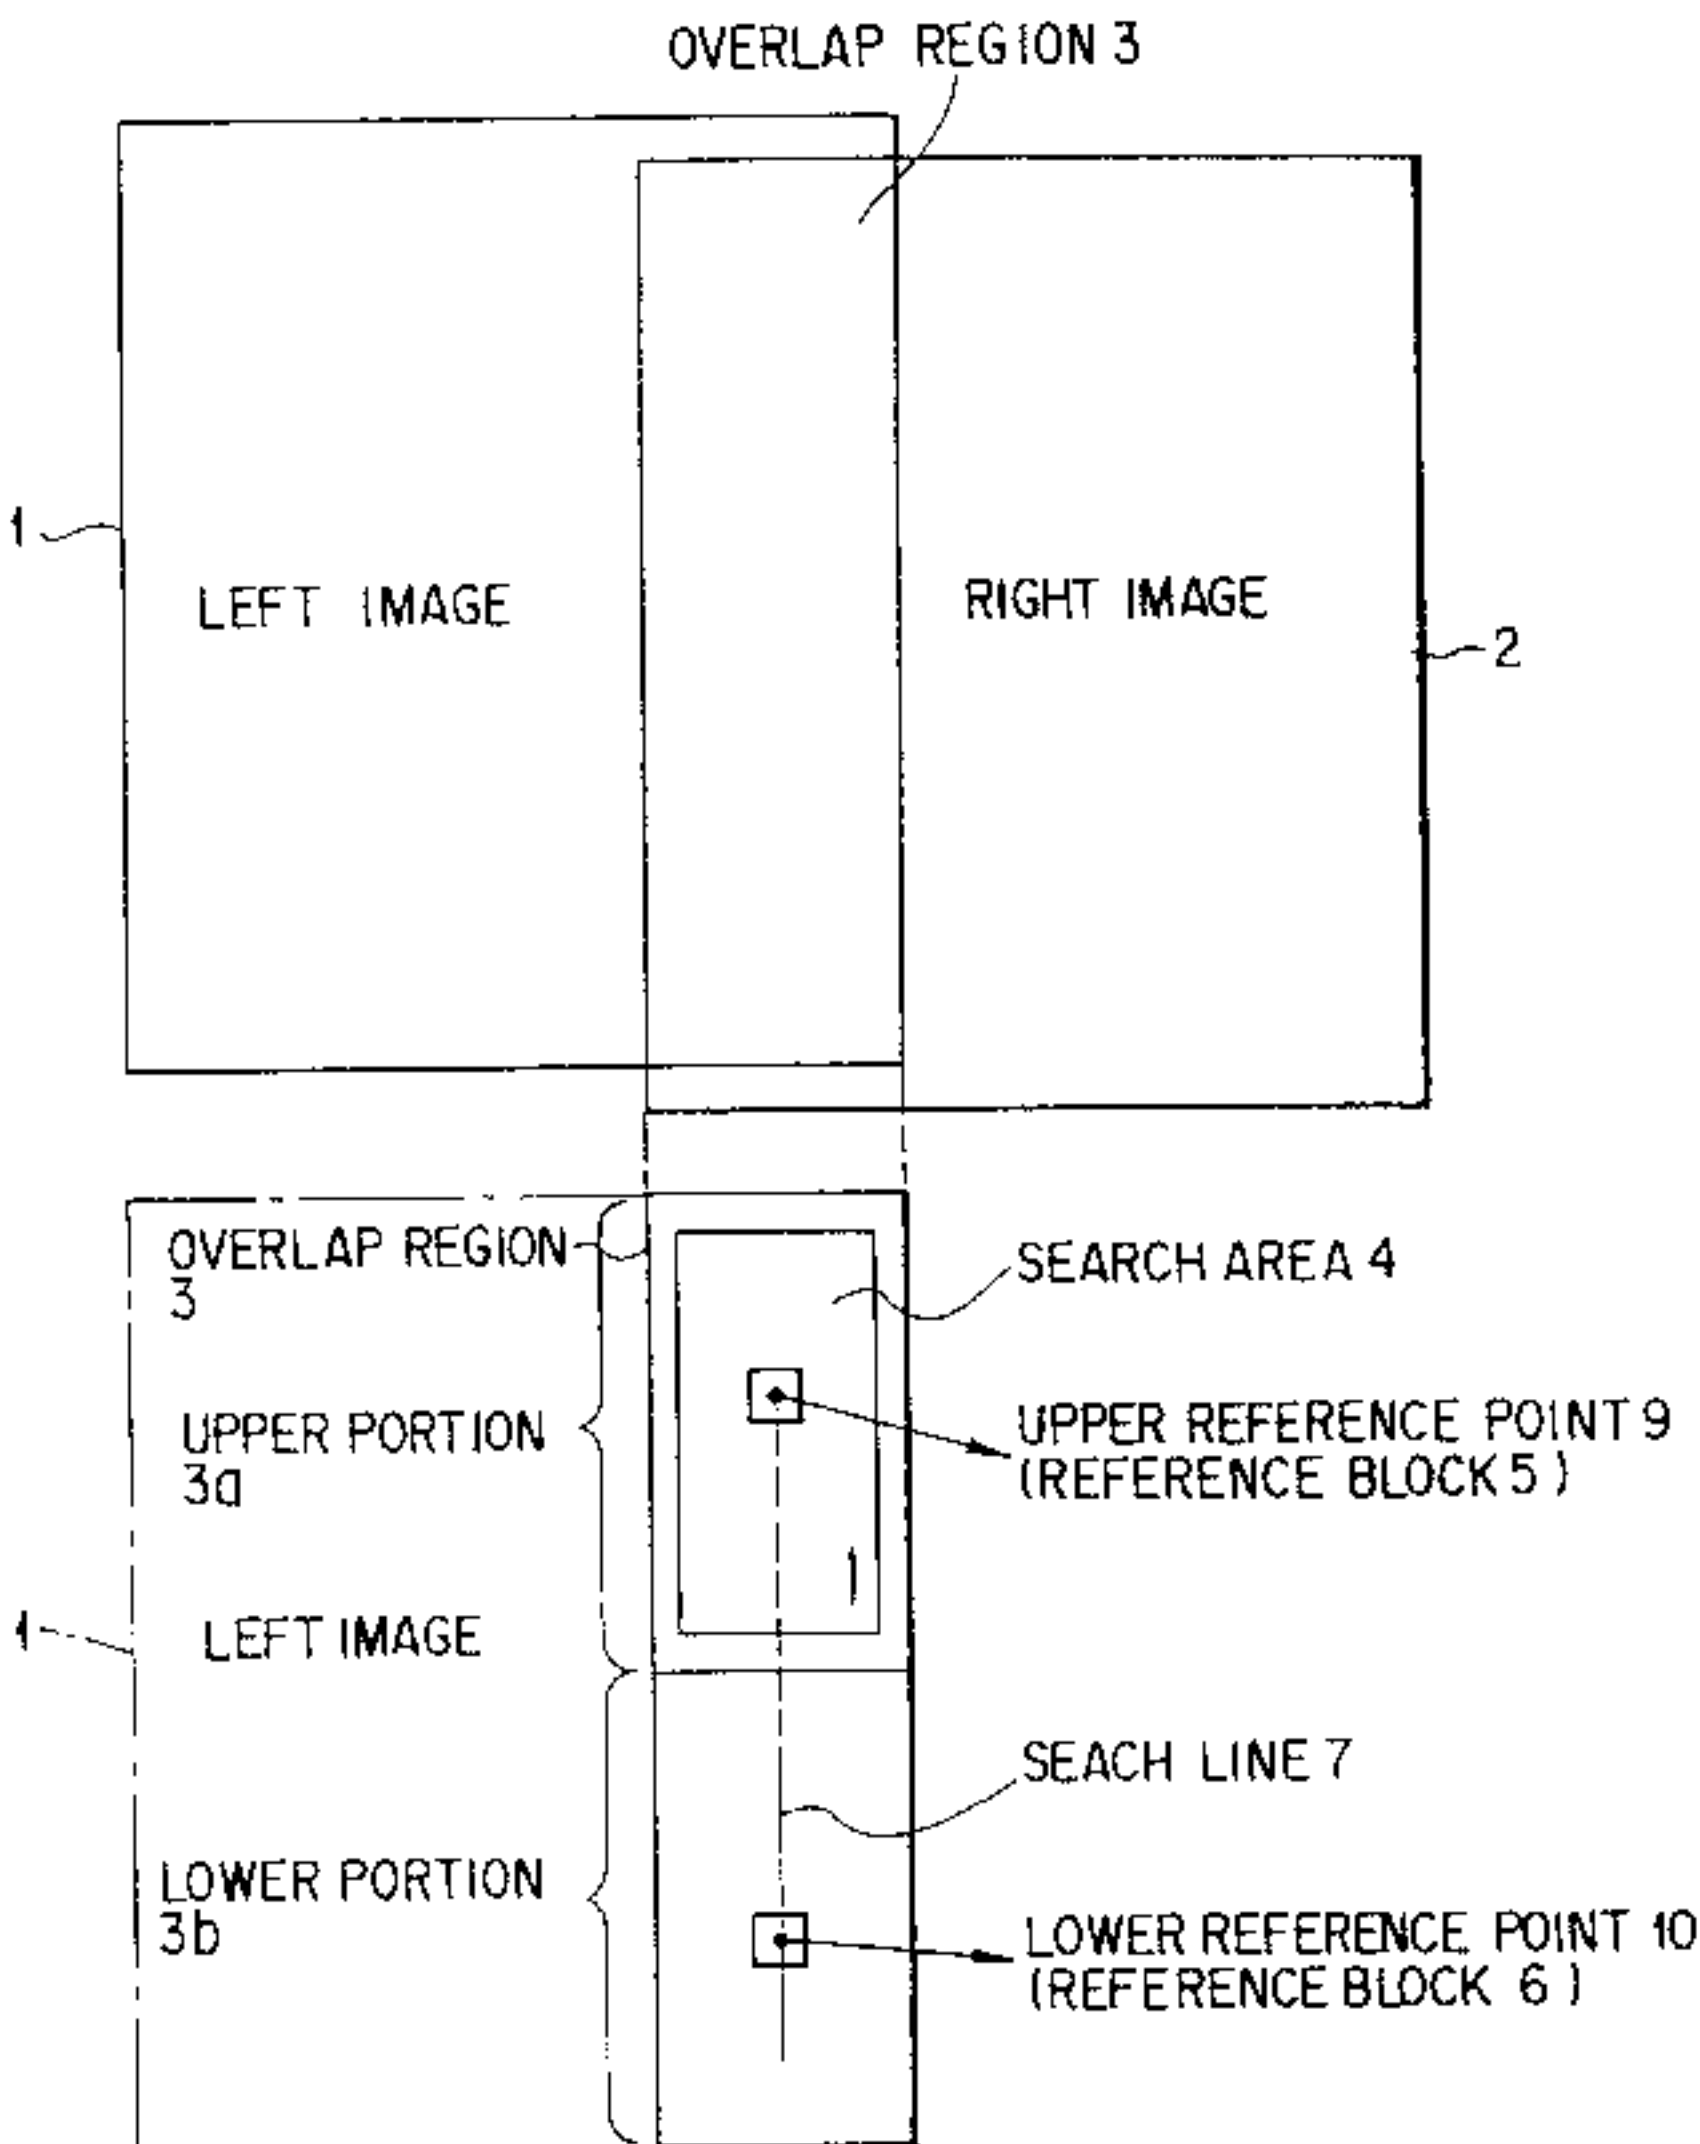 OVERLAP REGION 3
1
LEFT IMAGE
RIGHT IMAGE
2
OVERLAP REGION
3
SEARCH AREA 4
UPPER PORTION
3a
UPPER REFERENCE POINT 9
(REFERENCE BLOCK 5)
1
LEFT IMAGE
SEACH LINE 7
LOWER PORTION
3b
LOWER REFERENCE POINT 10
(REFERENCE BLOCK 6)